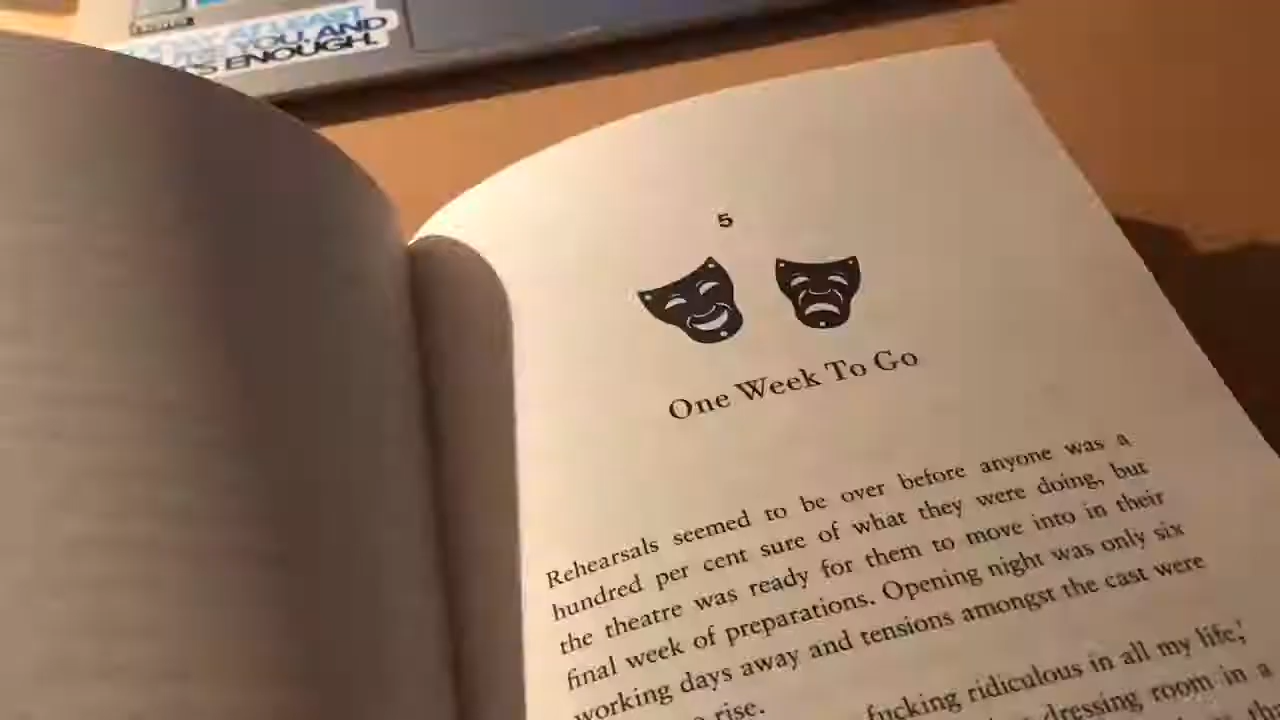 AT LEAST
YOU, AND
ENOUGH.
5
One Week To Go
Rehearsals seemed to be over before anyone was a
hundred per cent sure of what they were doing, but
the theatre was ready for them to move into in their
final week of preparations. Opening night was only six
working days away and tensions amongst the cast were
rise.
fucking ridiculous in all my life,'
dressing room in a